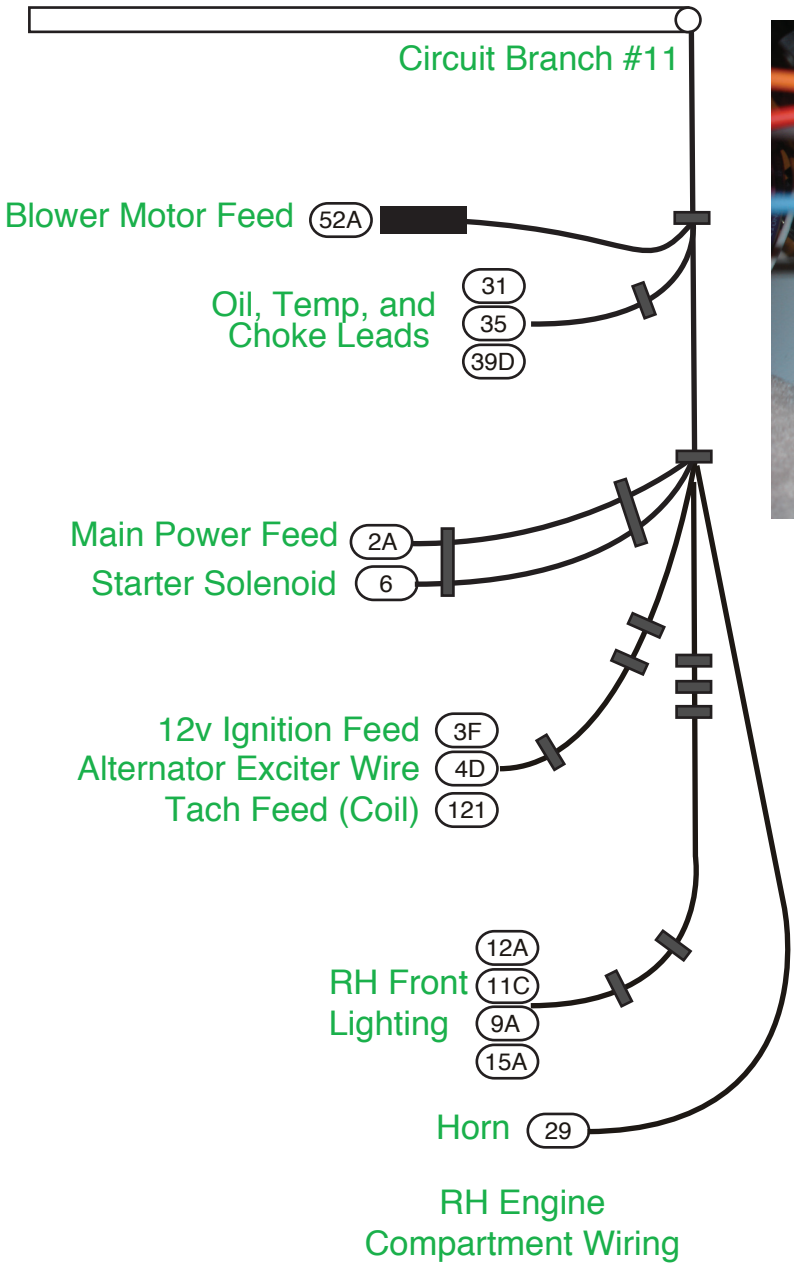 Circuit Branch #11
Blower Motor Feed 52A
Oil, Temp, and
Choke Leads
31
35
39D
Main Power Feed 2A
Starter Solenoid 6
12v Ignition Feed 3F
Alternator Exciter Wire 4D
Tach Feed (Coil) 121
12A
RH Front 11C
Lighting 9A
15A
Horn 29
RH Engine
Compartment Wiring